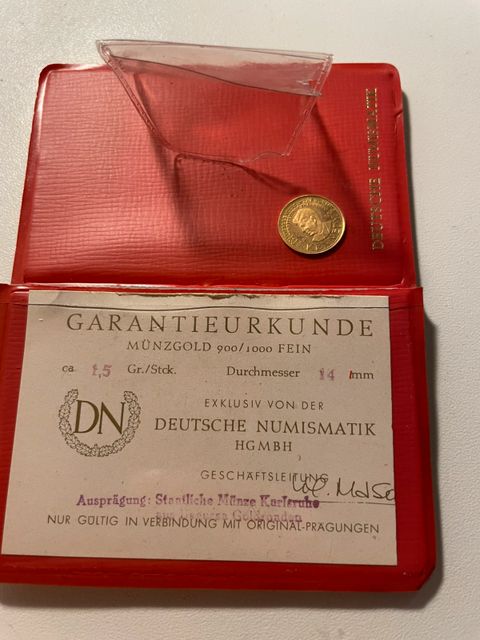 DEUTSCHE NUMISMATIK
GARANTIEURKUNDE
MÜNZGOLD 900/1000 FEIN
ca 1,5 Gr./Stck. Durchmesser 14 mm
DN
EXKLUSIV VON DER
DEUTSCHE NUMISMATIK
HGMBH
GESCHÄFTSLEITUNG
Ausprägung: Staatliche Münze Karlsruhe
NUR GÜLTIG IN VERBINDUNG MIT ORIGINAL-PRÄGUNGEN